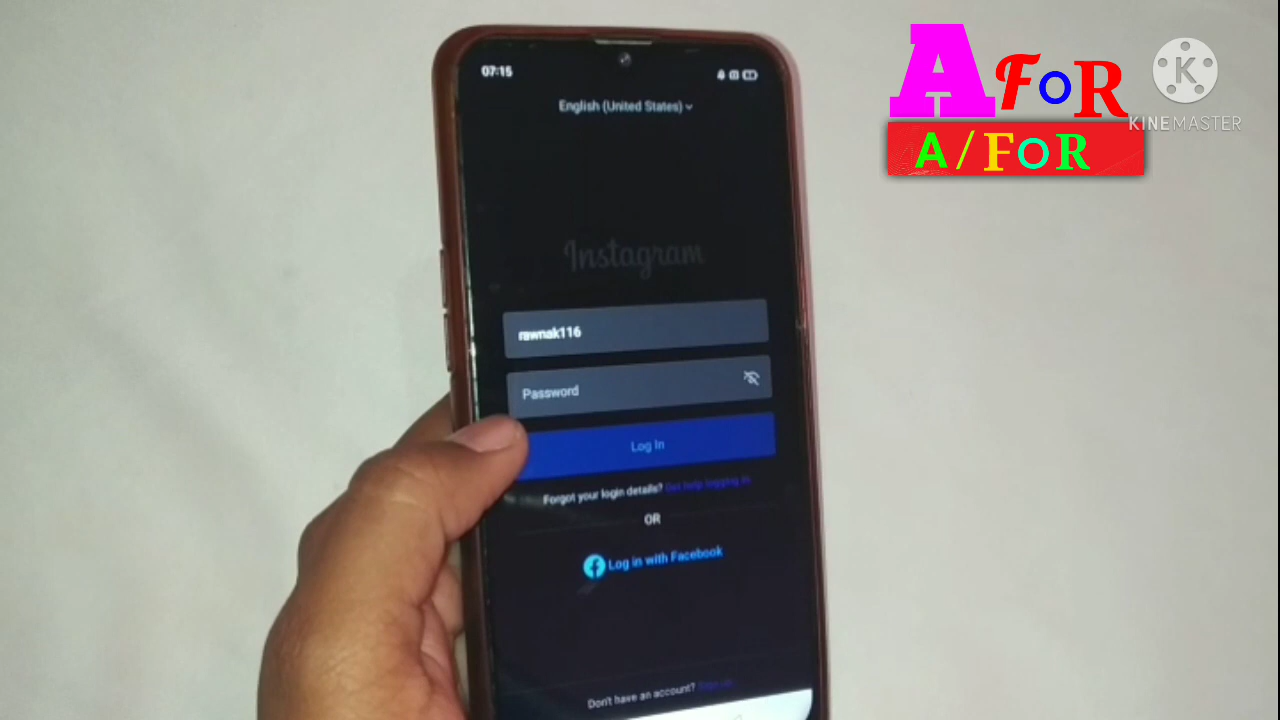 07:15
English (United States)
Instagram
rawnak116
Password
Log In
Forgot your login details? Get help logging in.
OR
Log in with Facebook
Don't have an account? Sign up.
A FoR
A/FoR
K
KINEMASTER